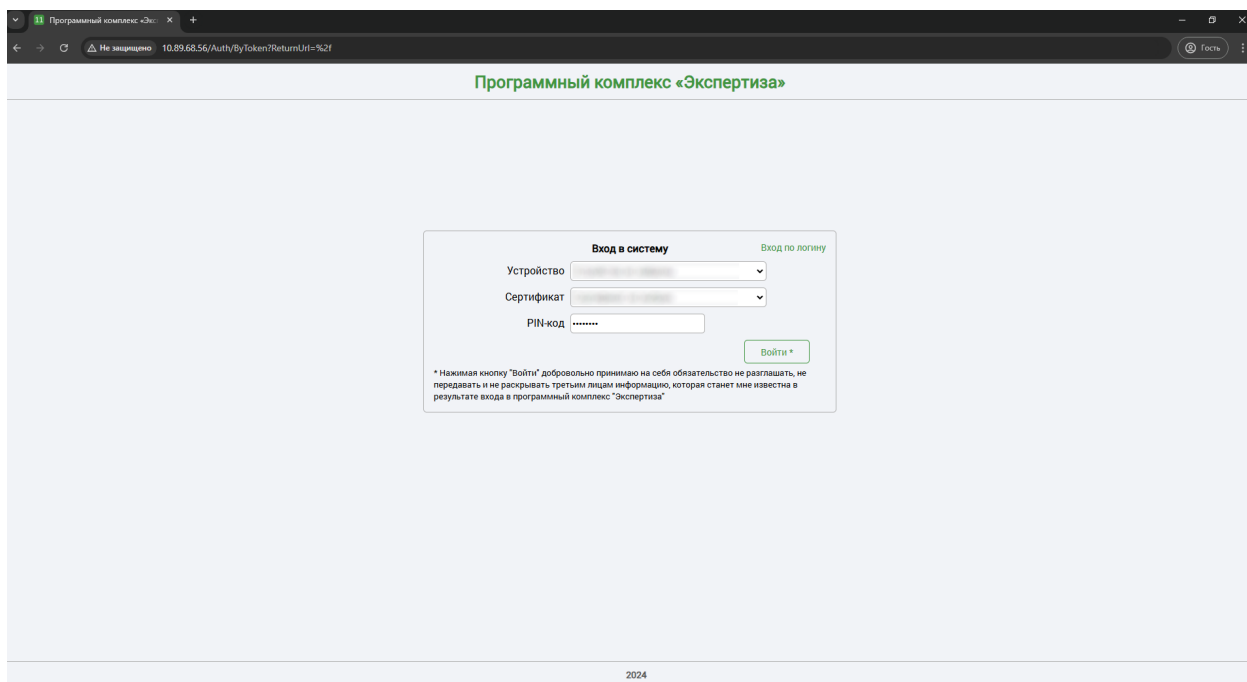 11 Программный комплекс «Экс
Не защищено 10.89.68.56/Auth/ByToken?ReturnUrl=%2f
Гость
Программный комплекс «Экспертиза»
Вход в систему Вход по логину
Устройство
Сертификат
PIN-код ••••••••
Войти *
* Нажимая кнопку "Войти" добровольно принимаю на себя обязательство не разглашать, не
передавать и не раскрывать третьим лицам информацию, которая станет мне известна в
результате входа в программный комплекс "Экспертиза"
2024